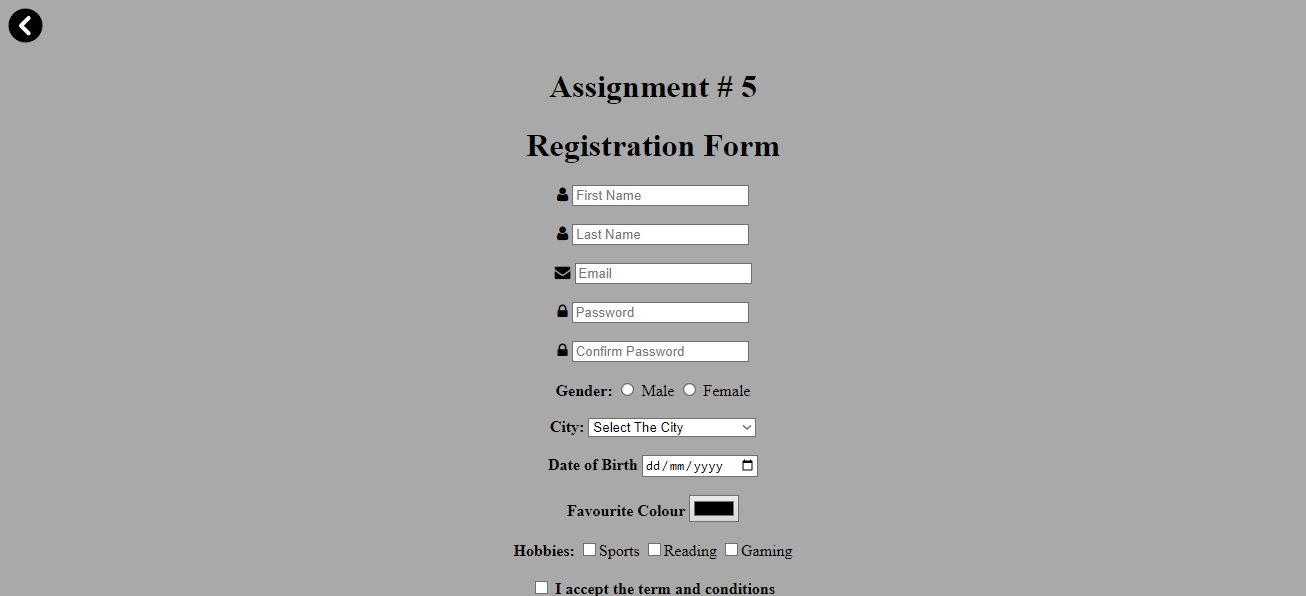 Assignment # 5
Registration Form
First Name
Last Name
Email
Password
Confirm Password
Gender: Male Female
City: Select The City
Date of Birth dd/mm/yyyy
Favourite Colour
Hobbies: Sports Reading Gaming
I accept the term and conditions